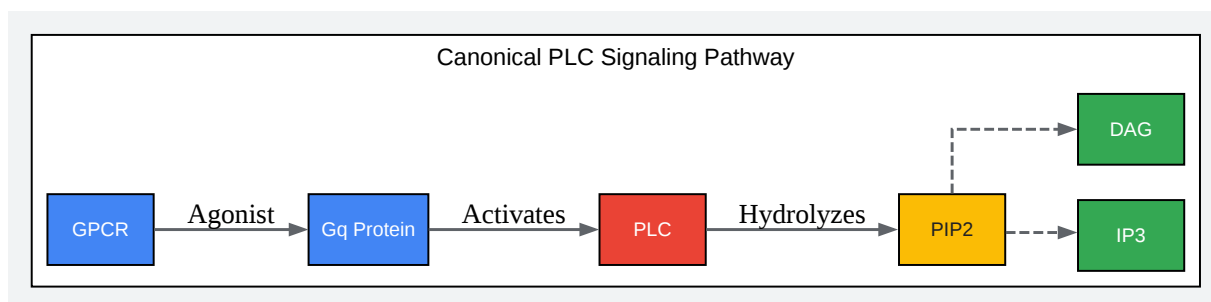 Canonical PLC Signaling Pathway
DAG
GPCR
Agonist
Gq Protein
Activates
PLC
Hydrolyzes
PIP2
IP3